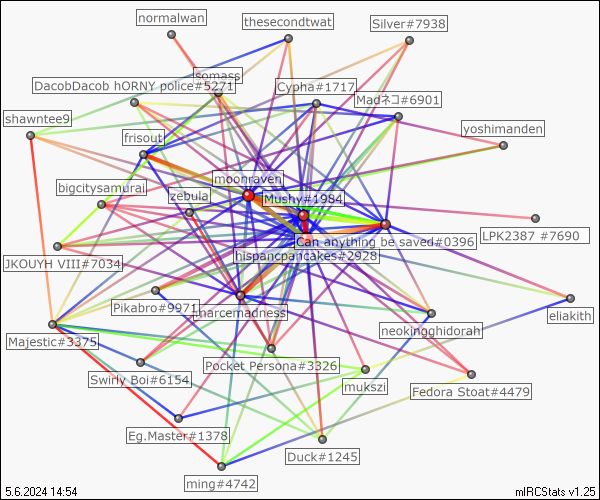 normalwan
thesecondtwat
Silver#7938
somass
DacobDacob hORNY police#5271
Cypha#1717
Madネコ#6901
shawntee9
frisout
yoshimanden
moonraven
bigcitysamurai
zebula
Mushy#1984
LPK2387 #7690
Can anything be saved#0396
hispancpancakes#2928
JKOUYH VIII#7034
Pikabro#9971
marcemadness
eliakith
neokingghidorah
Majestic#3375
Pocket Persona#3326
Swirly Boi#6154
mukszi
Fedora Stoat#4479
Eg.Master#1378
Duck#1245
ming#4742
5.6.2024 14:54
mIRCStats v1.25